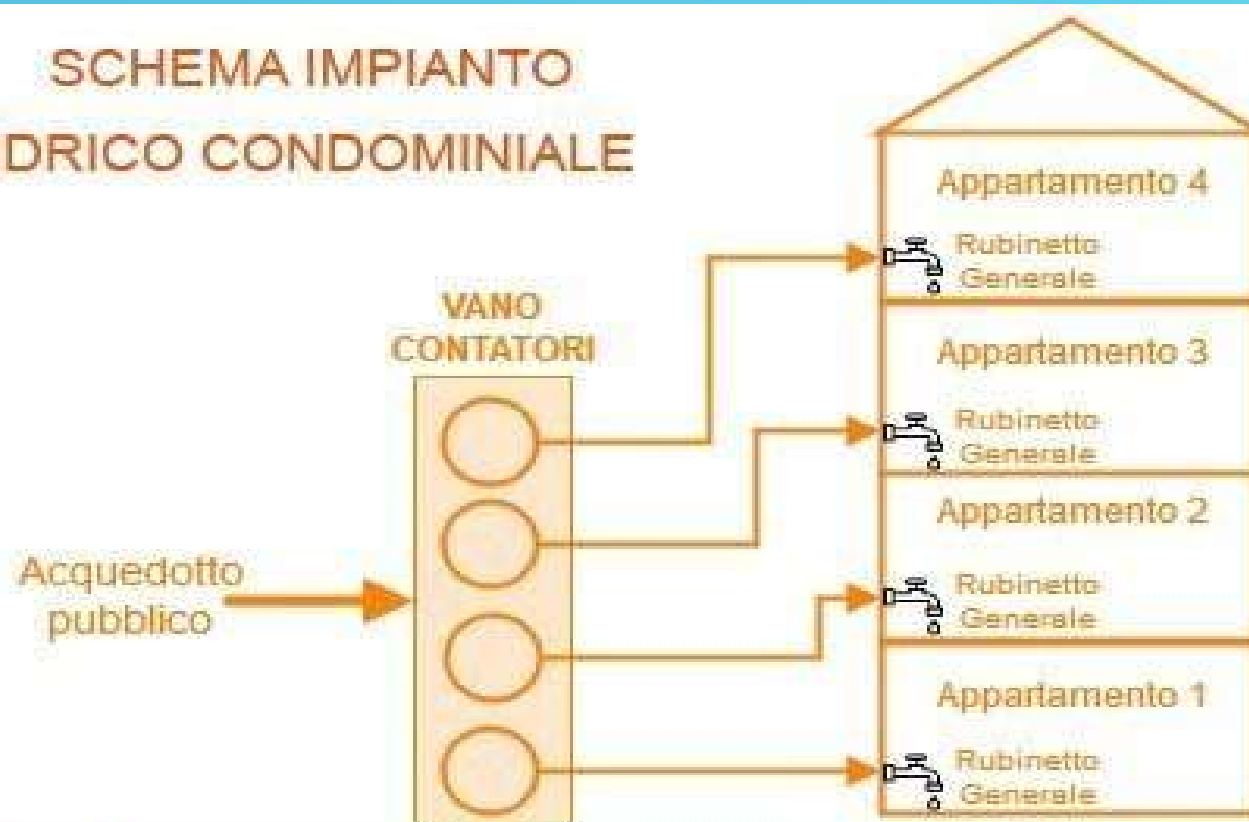 SCHEMA IMPIANTO
DRICO CONDOMINIALE
VANO
CONTATORI
Acquedotto
pubblico
Appartamento 4
Rubinetto
Generale
Appartamento 3
Rubinetto
Generale
Appartamento 2
Rubinetto
Generale
Appartamento 1
Rubinetto
Generale